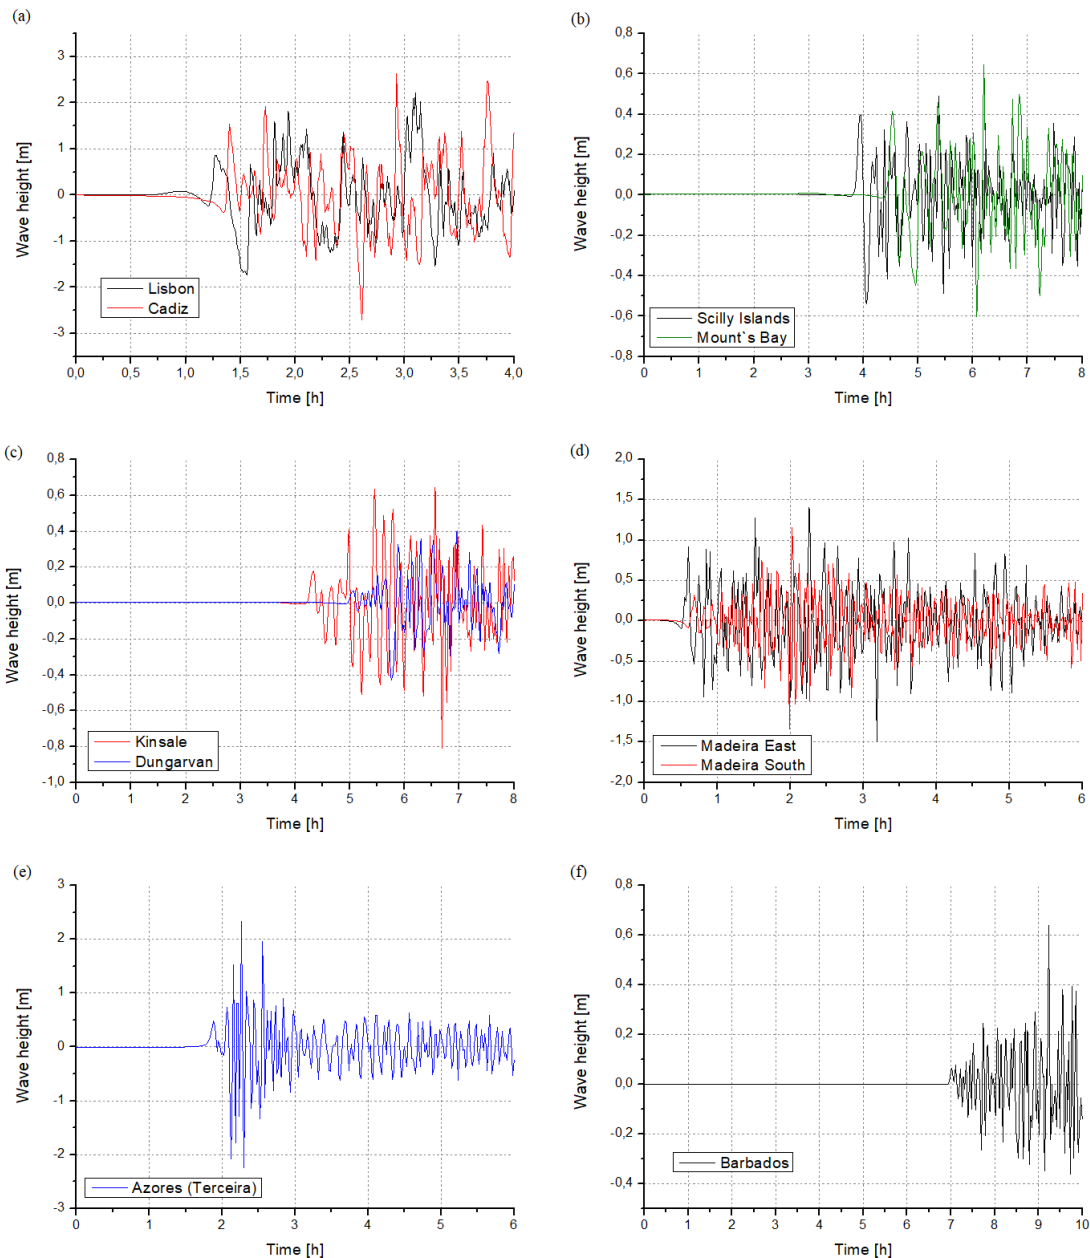 (a)
Wave height [m]
3
2
1
0
-1
-2
-3
Lisbon
Cadiz
0,0 0,5 1,0 1,5 2,0 2,5 3,0 3,5 4,0
Time [h]
(b)
Wave height [m]
0,8
0,6
0,4
0,2
0,0
-0,2
-0,4
-0,6
-0,8
Scilly Islands
Mount`s Bay
0 1 2 3 4 5 6 7 8
Time [h]
(c)
Wave height [m]
0,8
0,6
0,4
0,2
0,0
-0,2
-0,4
-0,6
-0,8
-1,0
Kinsale
Dungarvan
0 1 2 3 4 5 6 7 8
Time [h]
(d)
Wave height [m]
2,0
1,5
1,0
0,5
0,0
-0,5
-1,0
-1,5
-2,0
Madeira East
Madeira South
0 1 2 3 4 5 6
Time [h]
(e)
Wave height [m]
3
2
1
0
-1
-2
-3
Azores (Terceira)
0 1 2 3 4 5 6
Time [h]
(f)
Wave height [m]
0,8
0,6
0,4
0,2
0,0
-0,2
-0,4
Barbados
0 1 2 3 4 5 6 7 8 9 10
Time [h]